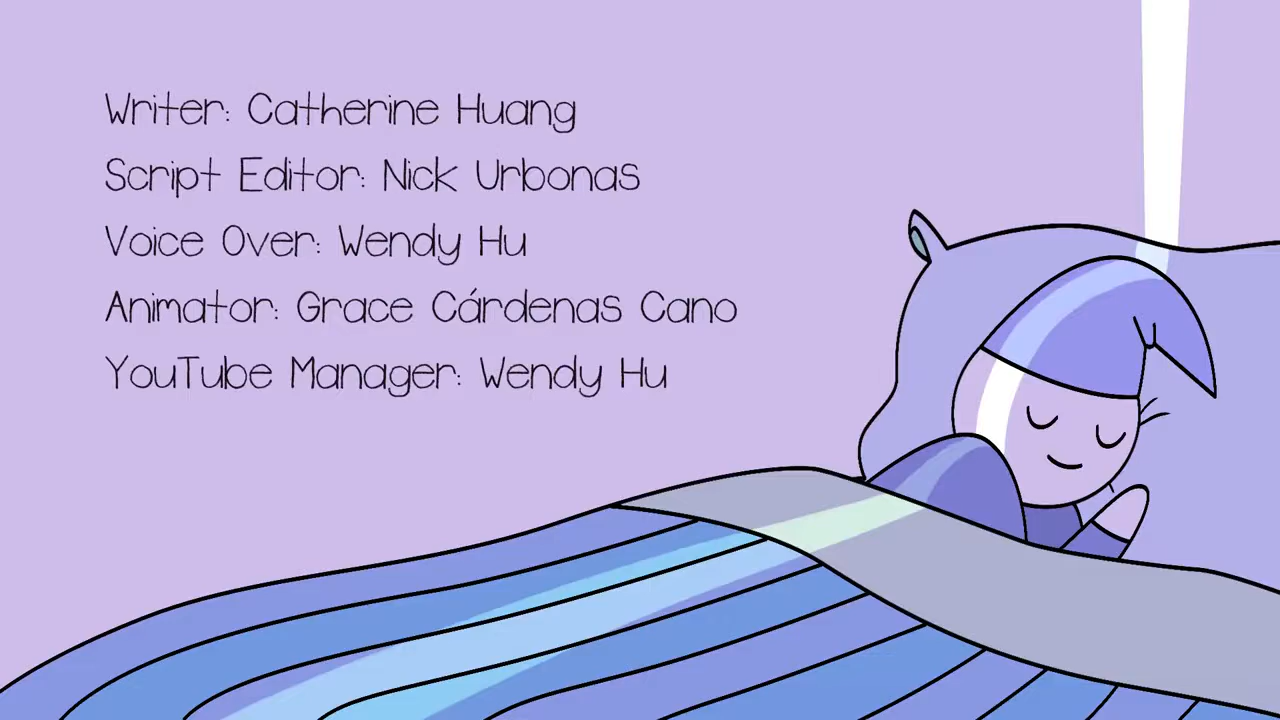 Writer: Catherine Huang
Script Editor: Nick Urbonas
Voice Over: Wendy Hu
Animator: Grace Cárdenas Cano
YouTube Manager: Wendy Hu